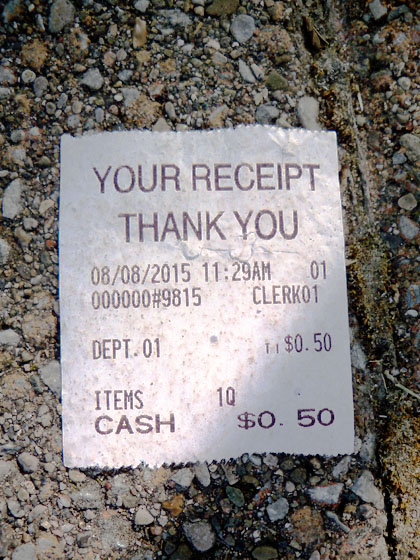 YOUR RECEIPT
THANK YOU
08/08/2015 11:29AM 01
000000#9815 CLERK01
DEPT.01 T1 $0.50
ITEMS 1Q
CASH $0.50